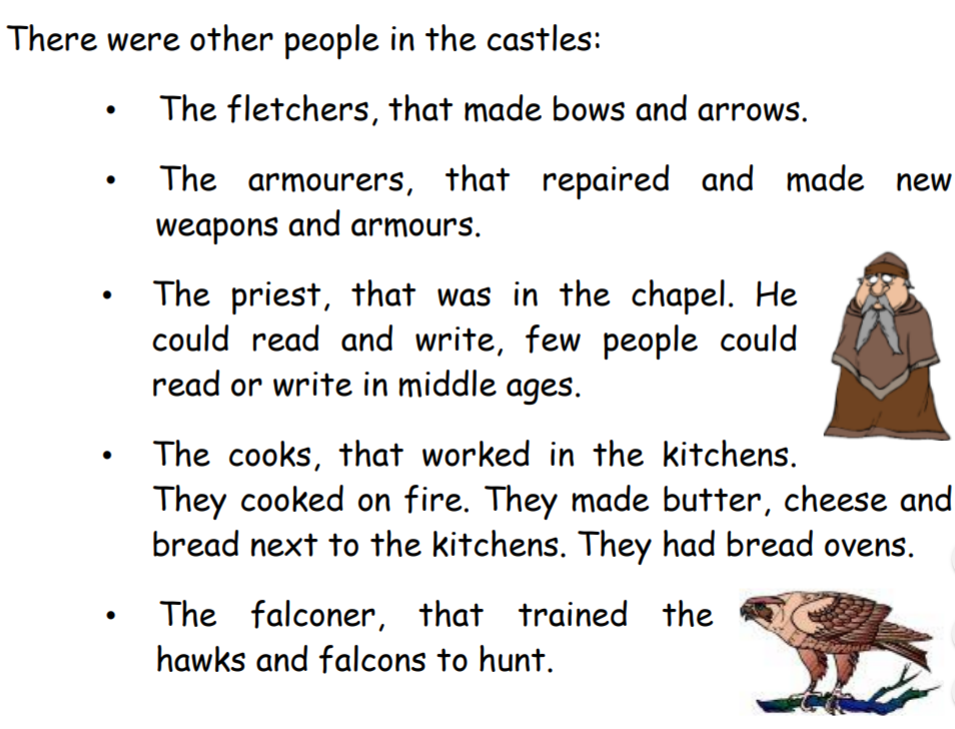 There were other people in the castles:
• The fletchers, that made bows and arrows.
• The armourers, that repaired and made new
weapons and armours.
• The priest, that was in the chapel. He
could read and write, few people could
read or write in middle ages.
• The cooks, that worked in the kitchens.
They cooked on fire. They made butter, cheese and
bread next to the kitchens. They had bread ovens.
• The falconer, that trained the
hawks and falcons to hunt.